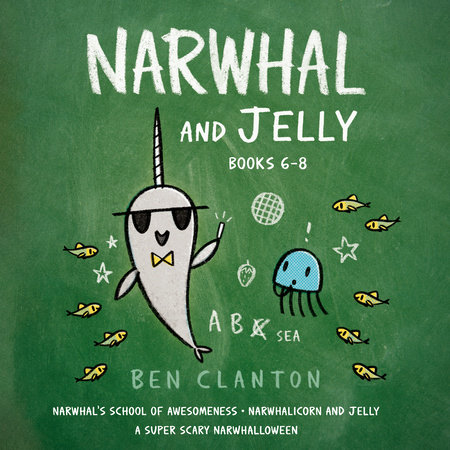 NARWHAL
AND JELLY
BOOKS 6-8
!
A B C SEA
BEN CLANTON
NARWHAL'S SCHOOL OF AWESOMENESS • NARWHALICORN AND JELLY
A SUPER SCARY NARWHALLOWEEN